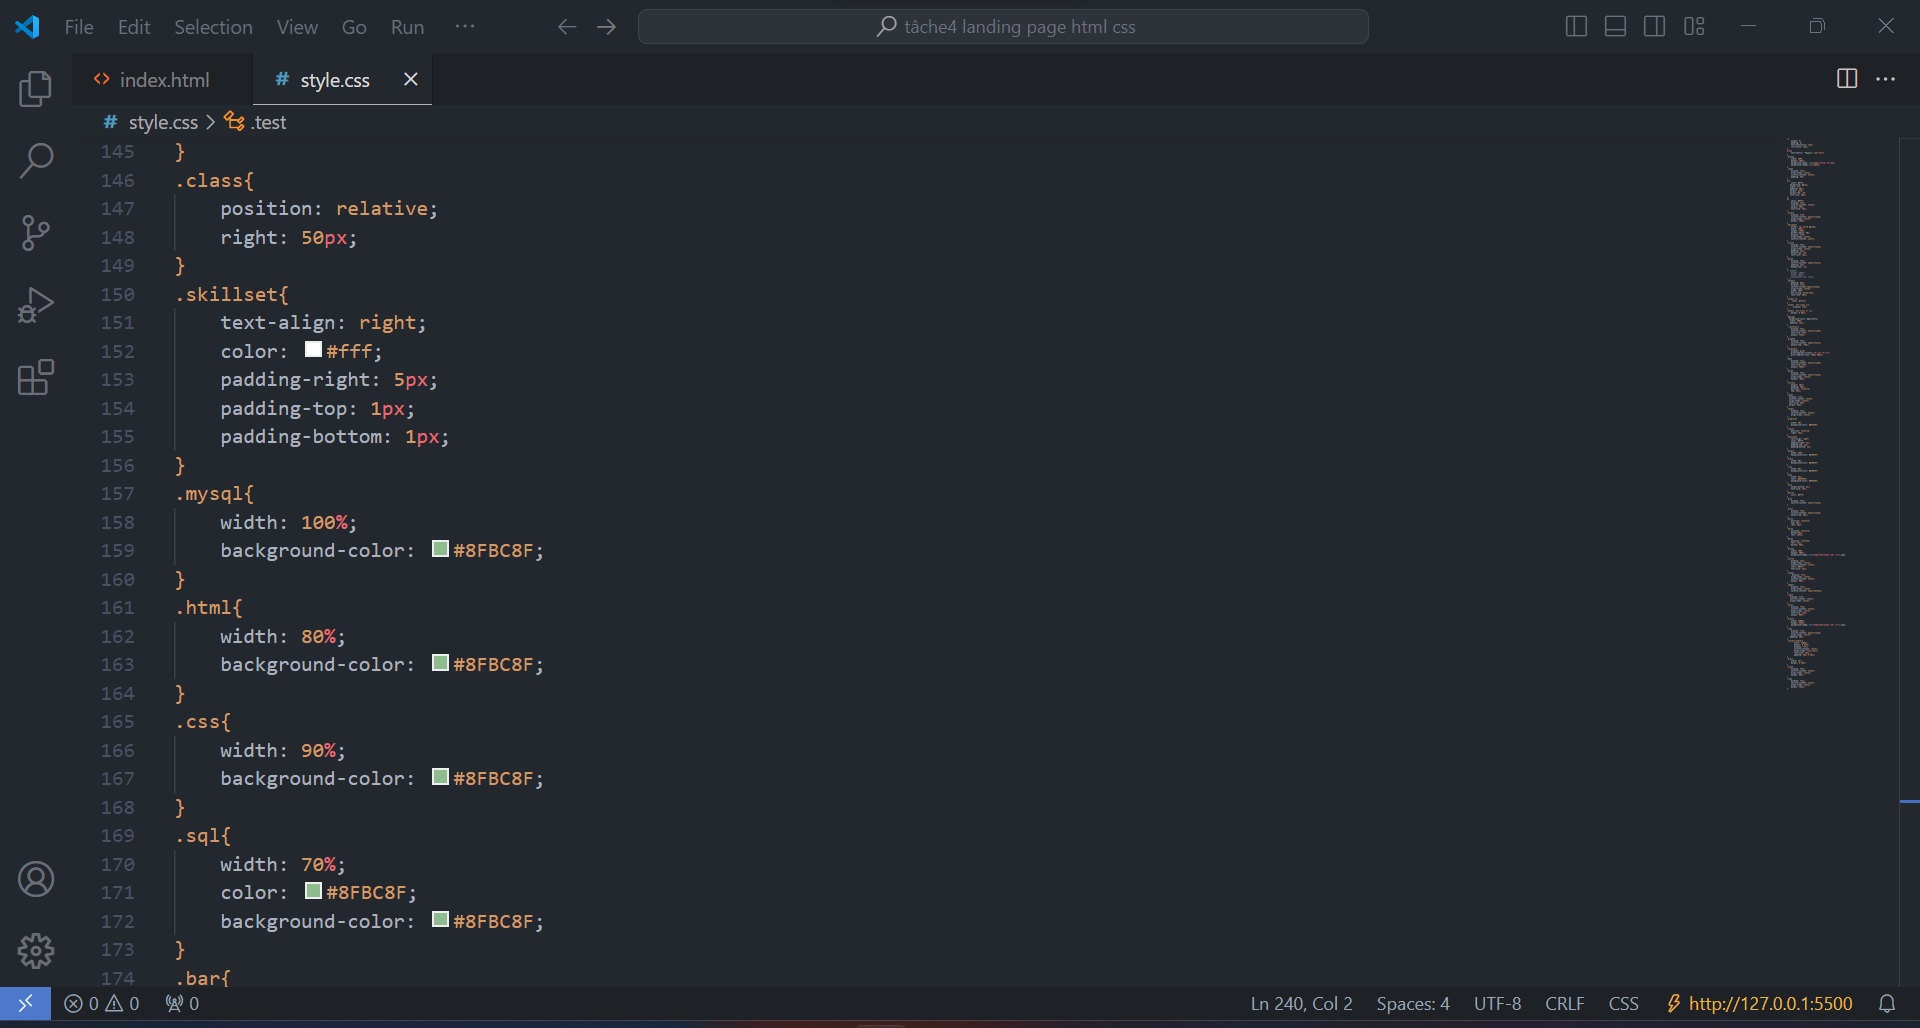 File Edit Selection View Go Run ···
tâche4 landing page html css
<> index.html
# style.css
# style.css > .test
145 }
146 .class{
147 position: relative;
148 right: 50px;
149 }
150 .skillset{
151 text-align: right;
152 color: #fff;
153 padding-right: 5px;
154 padding-top: 1px;
155 padding-bottom: 1px;
156 }
157 .mysql{
158 width: 100%;
159 background-color: #8FBC8F;
160 }
161 .html{
162 width: 80%;
163 background-color: #8FBC8F;
164 }
165 .css{
166 width: 90%;
167 background-color: #8FBC8F;
168 }
169 .sql{
170 width: 70%;
171 color: #8FBC8F;
172 background-color: #8FBC8F;
173 }
174 .bar{
0 0 0 Ln 240, Col 2 Spaces: 4 UTF-8 CRLF CSS http://127.0.0.1:5500